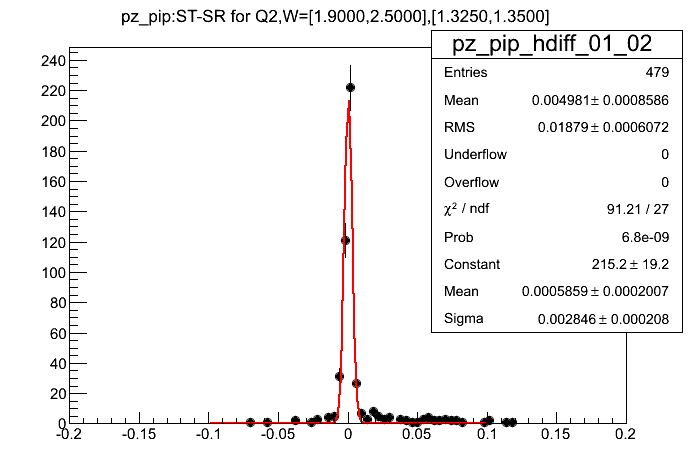 pz_pip:ST-SR for Q2,W=[1.9000,2.5000],[1.3250,1.3500]
pz_pip_hdiff_01_02
Entries 479
Mean 0.004981± 0.0008586
RMS 0.01879± 0.0006072
Underflow 0
Overflow 0
χ² / ndf 91.21 / 27
Prob 6.8e-09
Constant 215.2± 19.2
Mean 0.0005859± 0.0002007
Sigma 0.002846± 0.000208
240
220
200
180
160
140
120
100
80
60
40
20
0
-0.2 -0.15 -0.1 -0.05 0 0.05 0.1 0.15 0.2